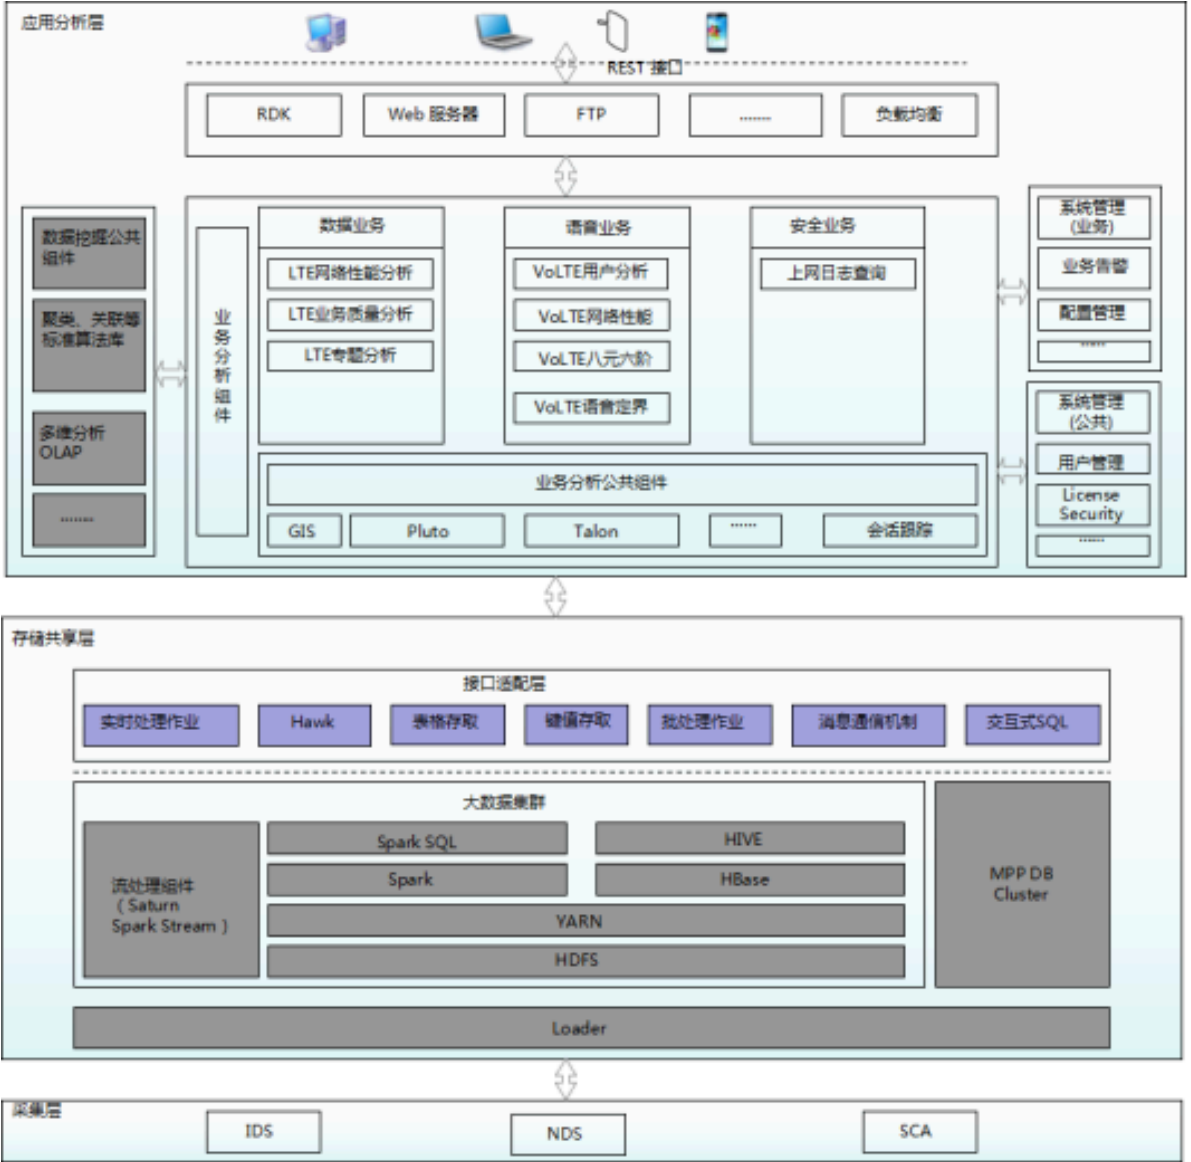 应用分析层
REST 接口
RDK
Web 服务器
FTP
.......
负载均衡
数据挖掘公共
组件
聚类、关联等
标准算法库
多维分析
OLAP
........
业务分析组件
数据业务
LTE网络性能分析
LTE业务质量分析
LTE专题分析
语音业务
VoLTE用户分析
VoLTE网络性能
VoLTE八元六阶
VoLTE语音定界
安全业务
上网日志查询
业务分析公共组件
GIS
Pluto
Talon
......
会话跟踪
系统管理
(业务)
业务告警
配置管理
......
系统管理
(公共)
用户管理
License
Security
......
存储共享层
接口适配层
实时处理作业
Hawk
表格存取
键值存取
批处理作业
消息通信机制
交互式SQL
大数据集群
流处理组件
（Saturn
Spark Stream）
Spark SQL
HIVE
Spark
HBase
YARN
HDFS
MPP DB
Cluster
Loader
采集层
IDS
NDS
SCA